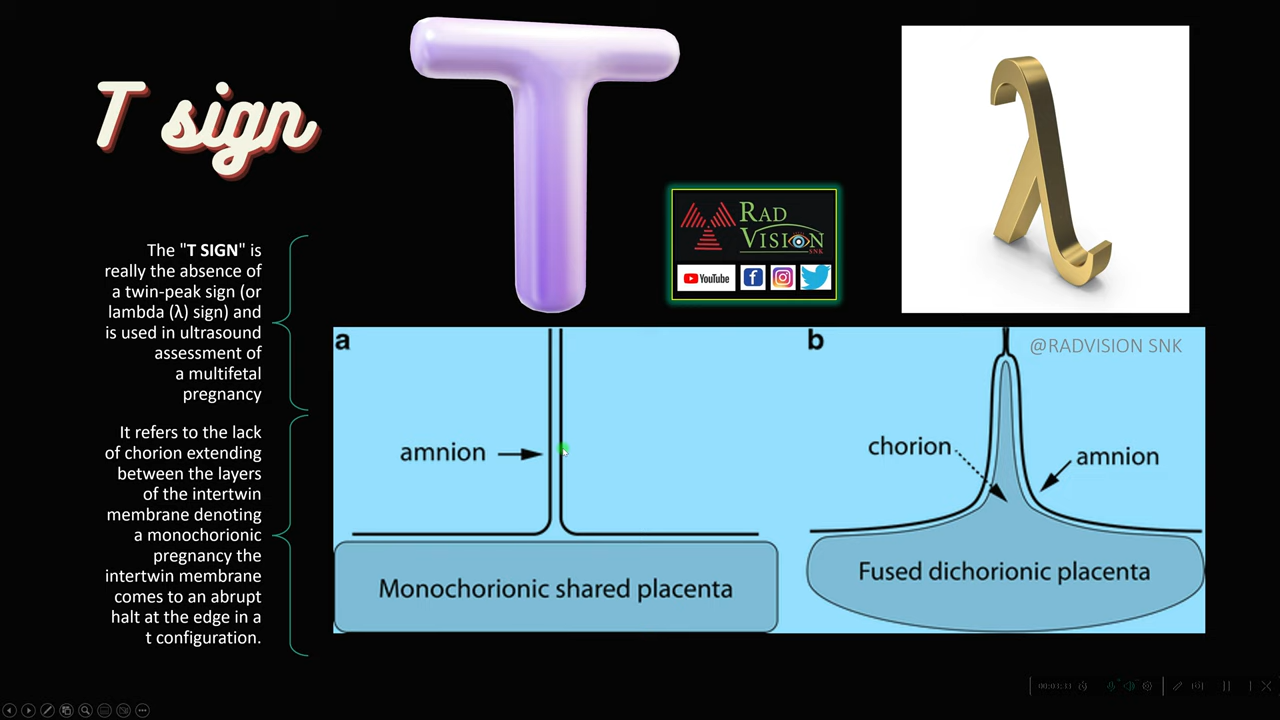 T sign
T
λ
RAD
VISION
SNK
YouTube
The "T SIGN" is
really the absence of
a twin-peak sign (or
lambda (λ) sign) and
is used in ultrasound
assessment of
a multifetal
pregnancy
It refers to the lack
of chorion extending
between the layers
of the intertwin
membrane denoting
a monochorionic
pregnancy the
intertwin membrane
comes to an abrupt
halt at the edge in a
t configuration.
a
amnion
Monochorionic shared placenta
b
@RADVISION SNK
chorion
amnion
Fused dichorionic placenta